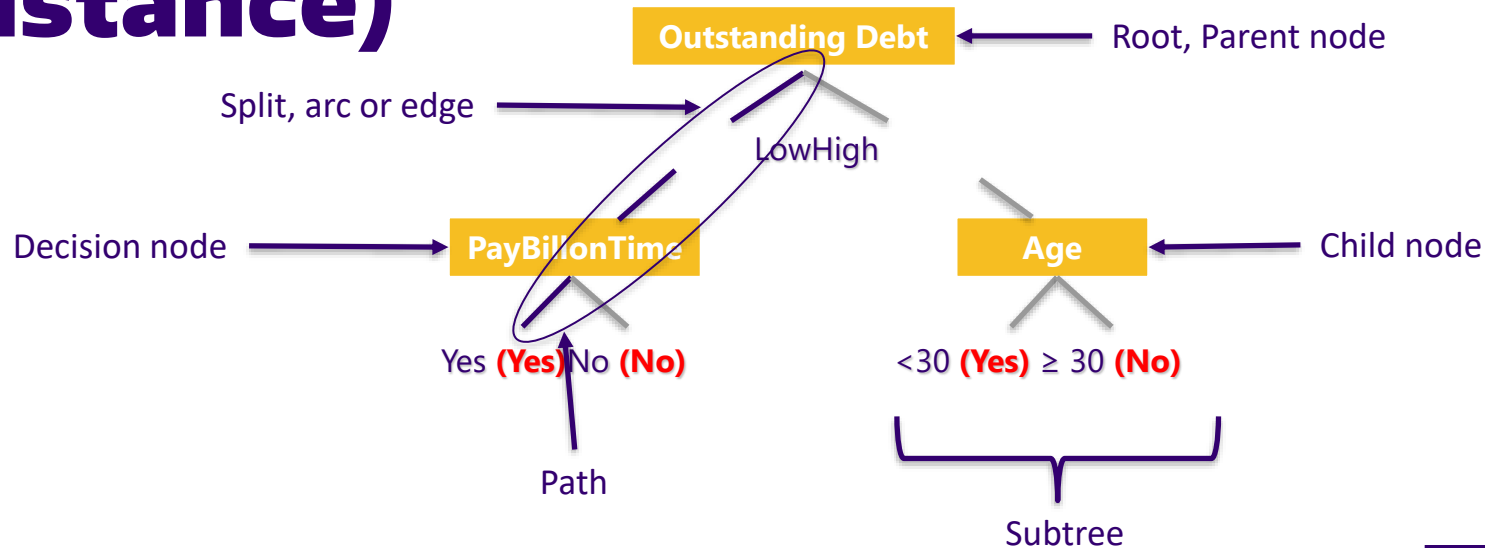 istance)
Outstanding Debt
Root, Parent node
Split, arc or edge
LowHigh
Decision node
PayBillonTime
Age
Child node
Yes (Yes)No (No)
<30 (Yes) ≥ 30 (No)
Path
Subtree